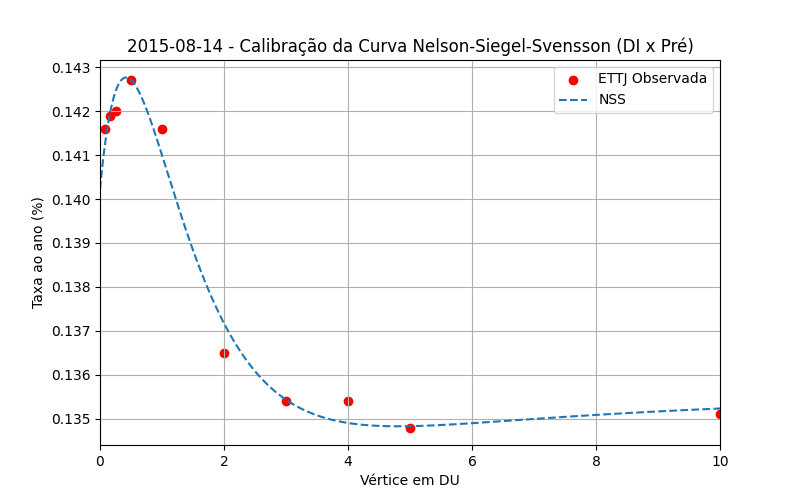 2015-08-14 - Calibração da Curva Nelson-Siegel-Svensson (DI x Pré)
ETTJ Observada
NSS
Taxa ao ano (%)
0.143
0.142
0.141
0.140
0.139
0.138
0.137
0.136
0.135
0 2 4 6 8 10
Vértice em DU